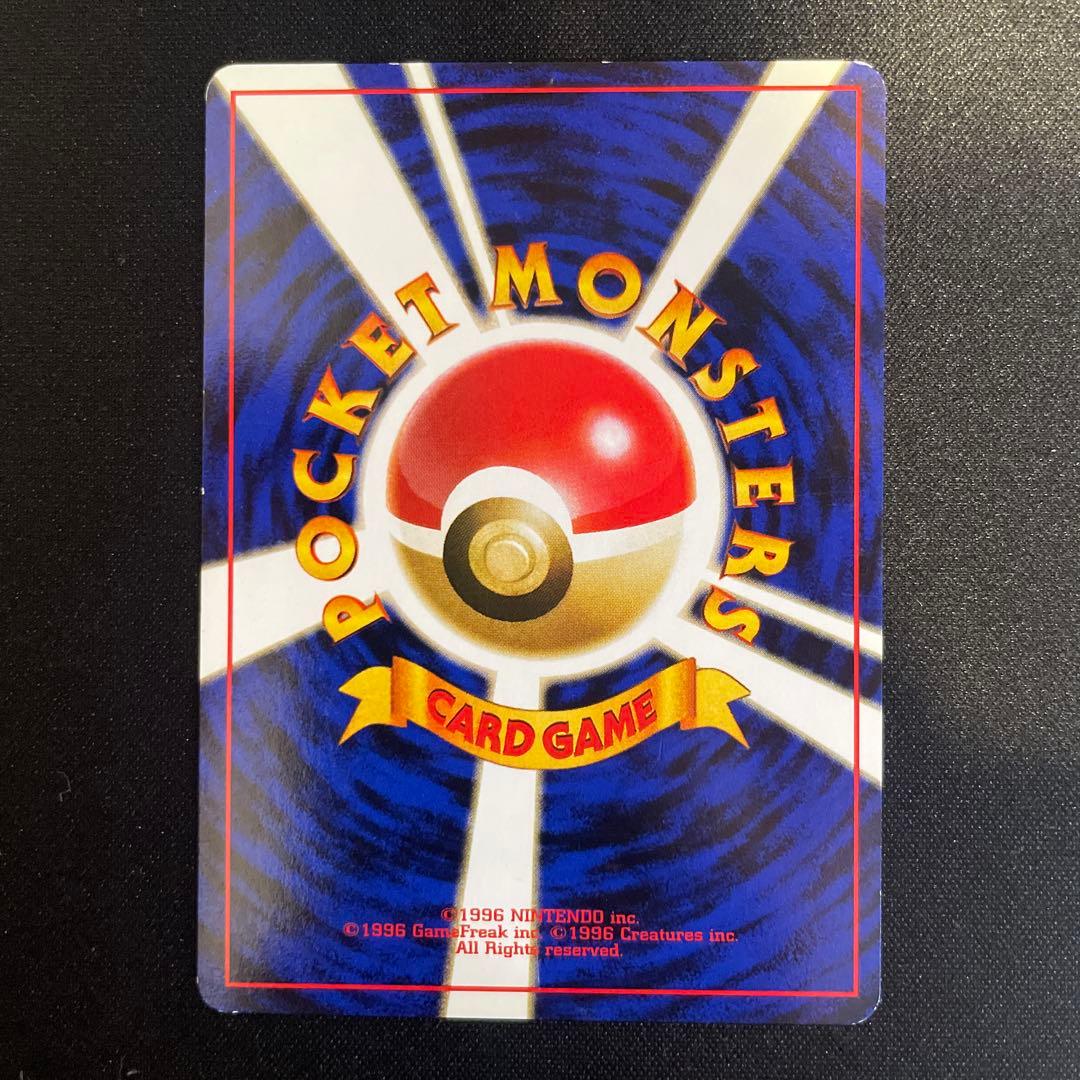 POCKET MONSTERS
CARD GAME
©1996 NINTENDO inc.
©1996 GameFreak inc. ©1996 Creatures inc.
All Rights reserved.